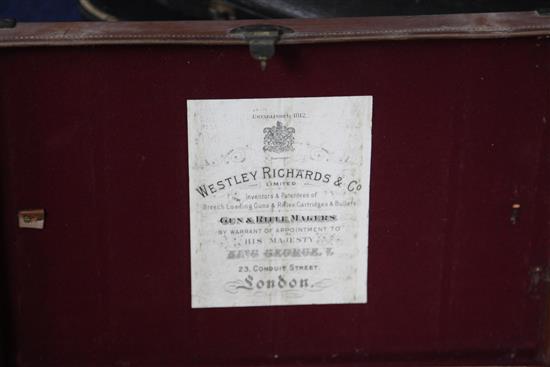 ESTABLISHED 1812.
WESTLEY RICHARDS & Co
LIMITED
Inventors & Patentees of
Breech Loading Guns & Rifles Cartridges & Bullets
GUN & RIFLE MAKERS
BY WARRANT OF APPOINTMENT TO
HIS MAJESTY
KING GEORGE, V.
23, CONDUIT STREET
London.